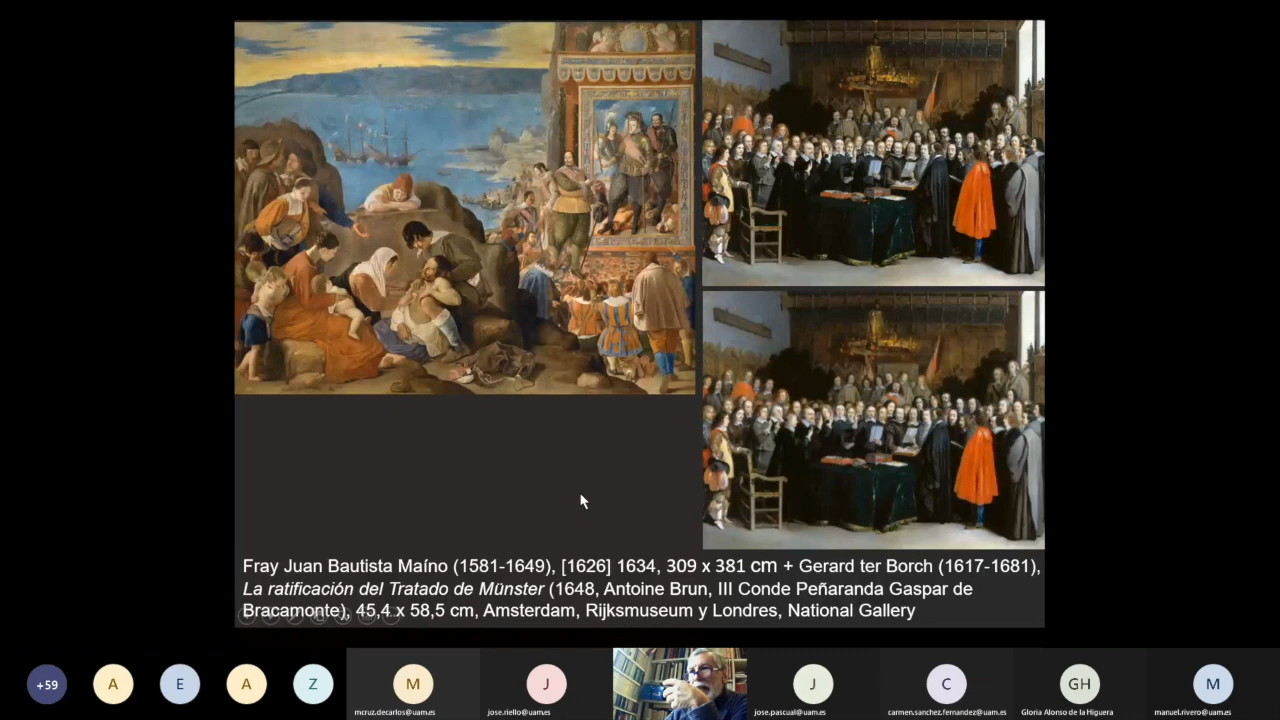 Fray Juan Bautista Maíno (1581-1649), [1626] 1634, 309 x 381 cm + Gerard ter Borch (1617-1681),
La ratificación del Tratado de Münster (1648, Antoine Brun, III Conde Peñaranda Gaspar de
Bracamonte), 45,4 x 58,5 cm, Amsterdam, Rijksmuseum y Londres, National Gallery
+59
A
E
A
Z
M
J
J
C
GH
M
mcruz.decarlos@uam.es
jose.riello@uam.es
jose.pascual@uam.es
carmen.sanchez.fernandez@uam.es
Gloria Alonso de la Higuera
manuel.rivero@uam.es